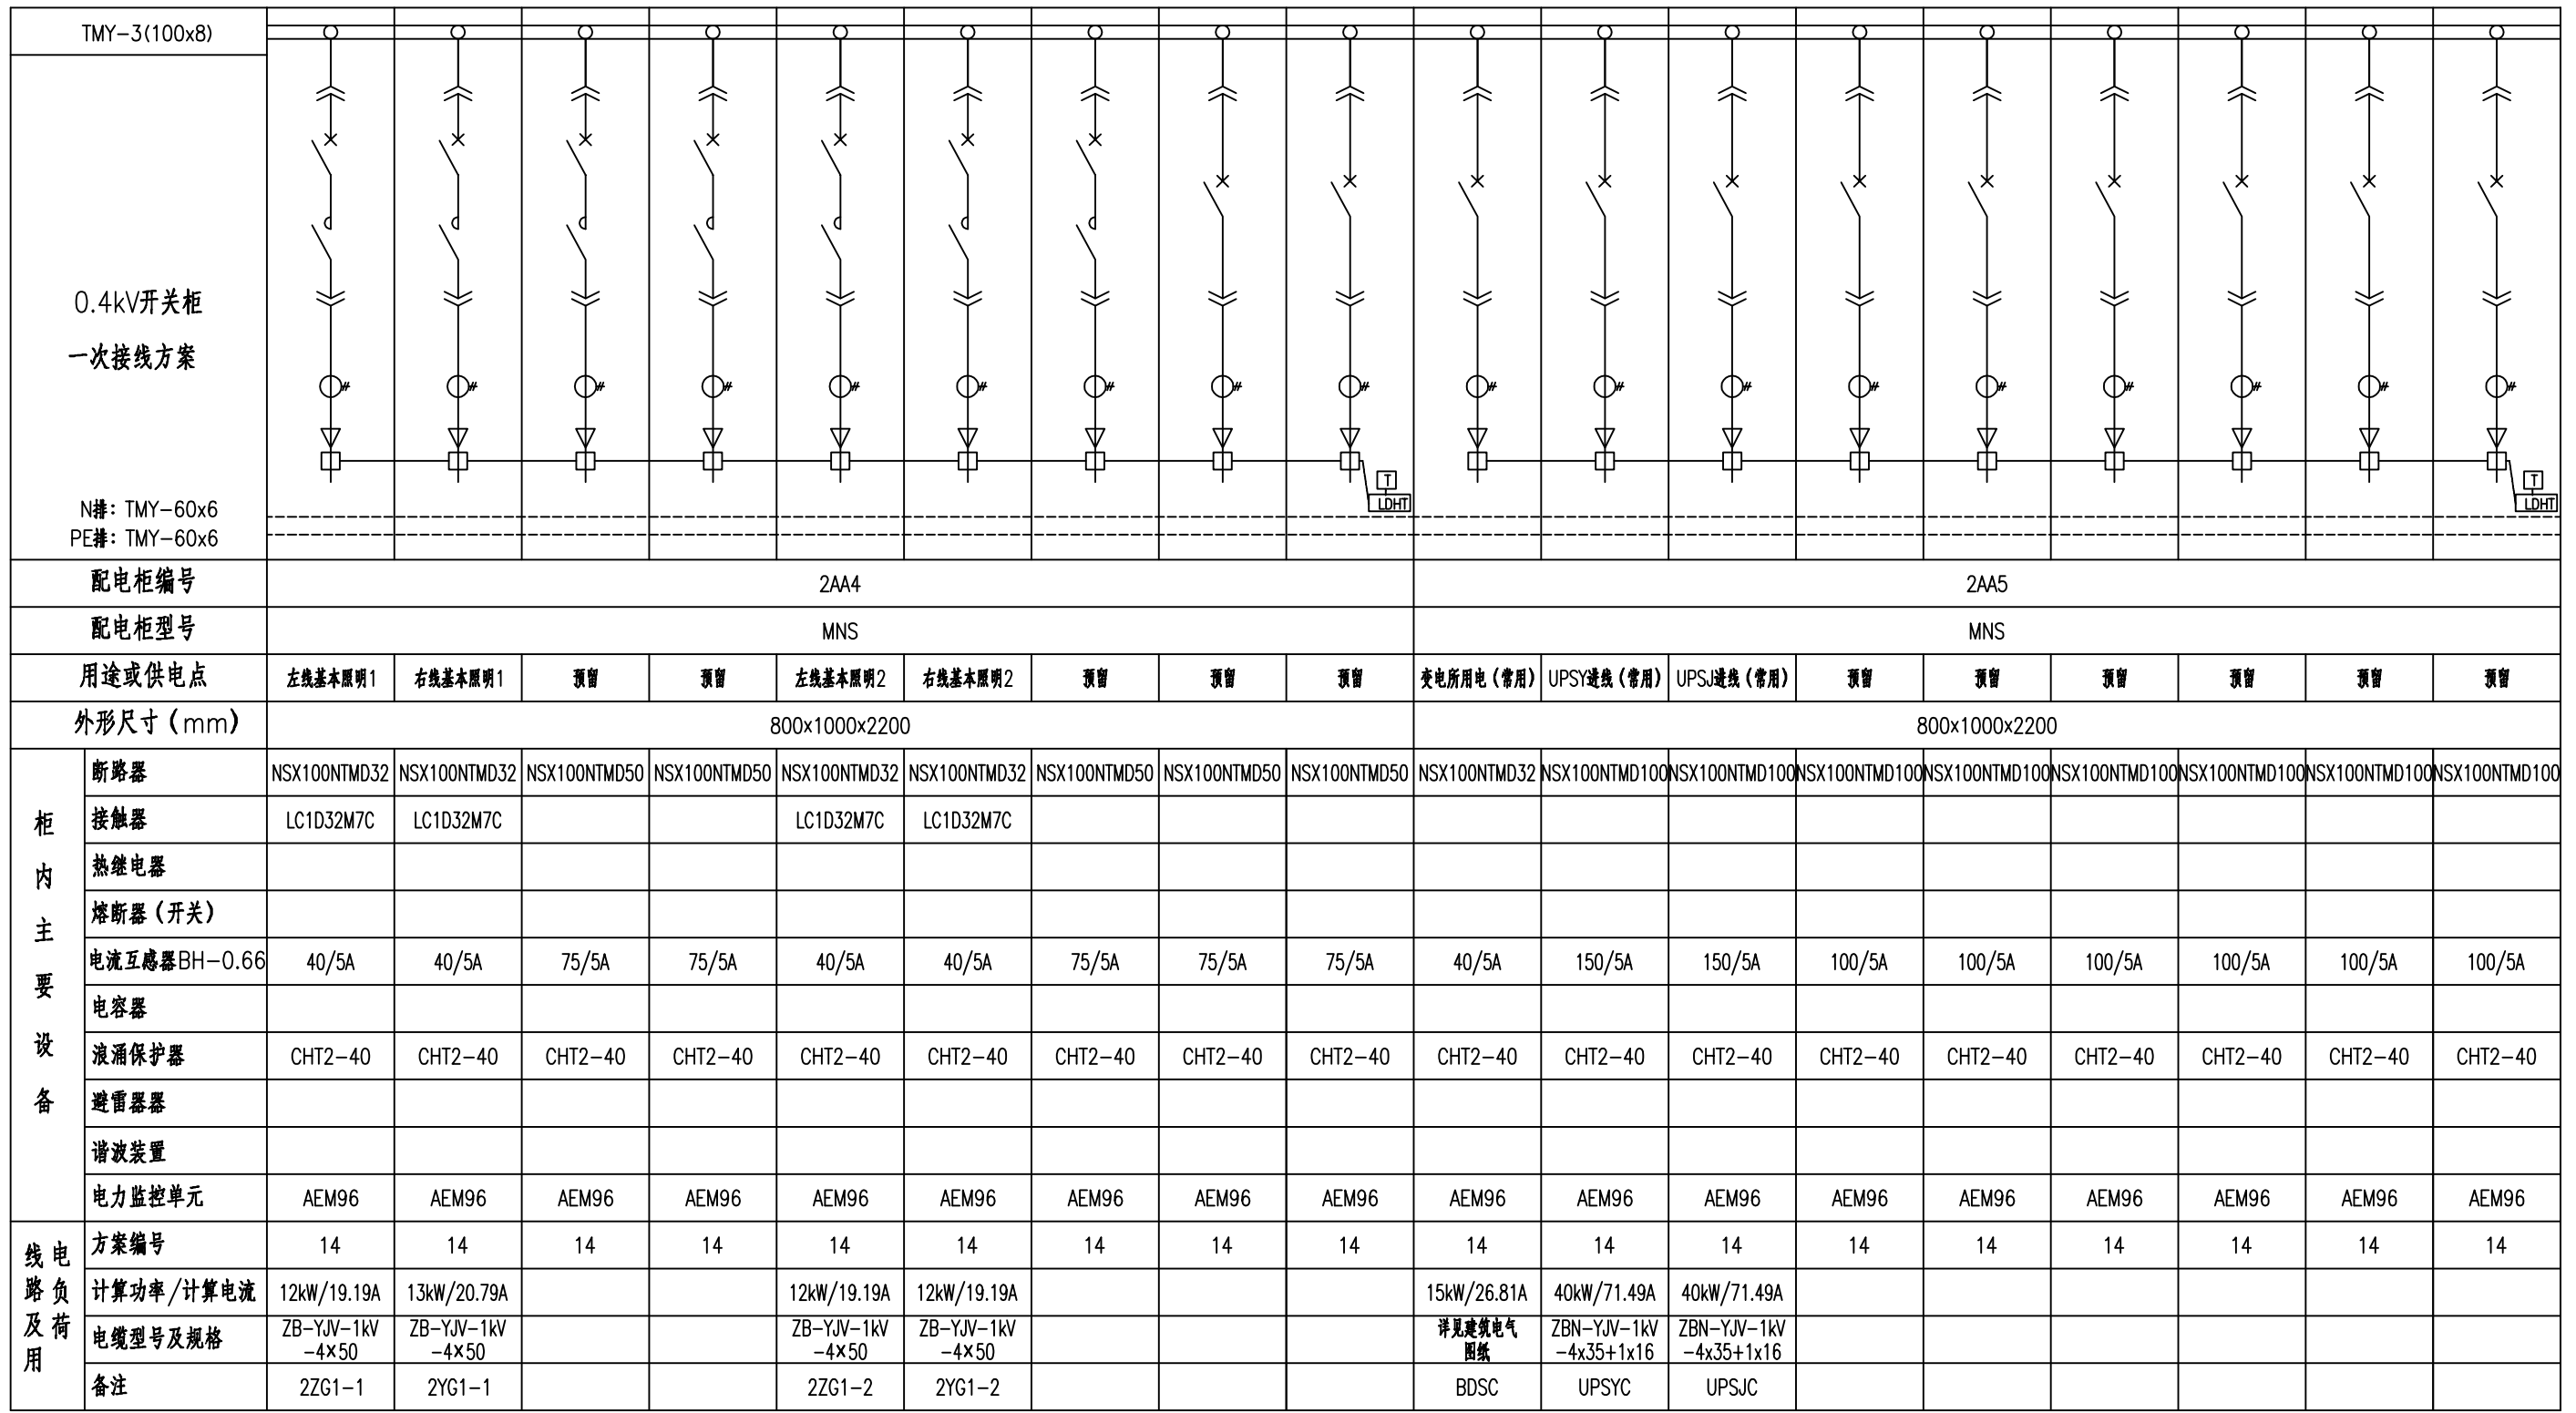 TMY-3(100x8)
0.4kV开关柜
一次接线方案
T
LDHT
T
LDHT
N排：TMY-60x6
PE排：TMY-60x6
配电柜编号 2AA4 2AA5
配电柜型号 MNS MNS
用途或供电点 左线基本照明1 右线基本照明1 预留 预留 左线基本照明2 右线基本照明2 预留 预留 预留 变电所用电（常用） UPSY进线（常用） UPSJ进线（常用） 预留 预留 预留 预留 预留 预留
外形尺寸（mm） 800x1000x2200 800x1000x2200
柜内主要设备
断路器 NSX100NTMD32 NSX100NTMD32 NSX100NTMD50 NSX100NTMD50 NSX100NTMD32 NSX100NTMD32 NSX100NTMD50 NSX100NTMD50 NSX100NTMD50 NSX100NTMD32 NSX100NTMD100 NSX100NTMD100 NSX100NTMD100 NSX100NTMD100 NSX100NTMD100 NSX100NTMD100 NSX100NTMD100 NSX100NTMD100
接触器 LC1D32M7C LC1D32M7C LC1D32M7C LC1D32M7C
热继电器
熔断器（开关）
电流互感器BH-0.66 40/5A 40/5A 75/5A 75/5A 40/5A 40/5A 75/5A 75/5A 75/5A 40/5A 150/5A 150/5A 100/5A 100/5A 100/5A 100/5A 100/5A 100/5A
电容器
浪涌保护器 CHT2-40 CHT2-40 CHT2-40 CHT2-40 CHT2-40 CHT2-40 CHT2-40 CHT2-40 CHT2-40 CHT2-40 CHT2-40 CHT2-40 CHT2-40 CHT2-40 CHT2-40 CHT2-40 CHT2-40 CHT2-40
避雷器器
谐波装置
电力监控单元 AEM96 AEM96 AEM96 AEM96 AEM96 AEM96 AEM96 AEM96 AEM96 AEM96 AEM96 AEM96 AEM96 AEM96 AEM96 AEM96 AEM96 AEM96
线路及用
电负荷
方案编号 14 14 14 14 14 14 14 14 14 14 14 14 14 14 14 14 14 14
计算功率/计算电流 12kW/19.19A 13kW/20.79A 12kW/19.19A 12kW/19.19A 15kW/26.81A 40kW/71.49A 40kW/71.49A
电缆型号及规格 ZB-YJV-1kV ZB-YJV-1kV ZB-YJV-1kV ZB-YJV-1kV 详见建筑电气 ZBN-YJV-1kV ZBN-YJV-1kV
-4×50 -4×50 -4×50 -4×50 图纸 -4x35+1x16 -4x35+1x16
备注 2ZG1-1 2YG1-1 2ZG1-2 2YG1-2 BDSC UPSYC UPSJC